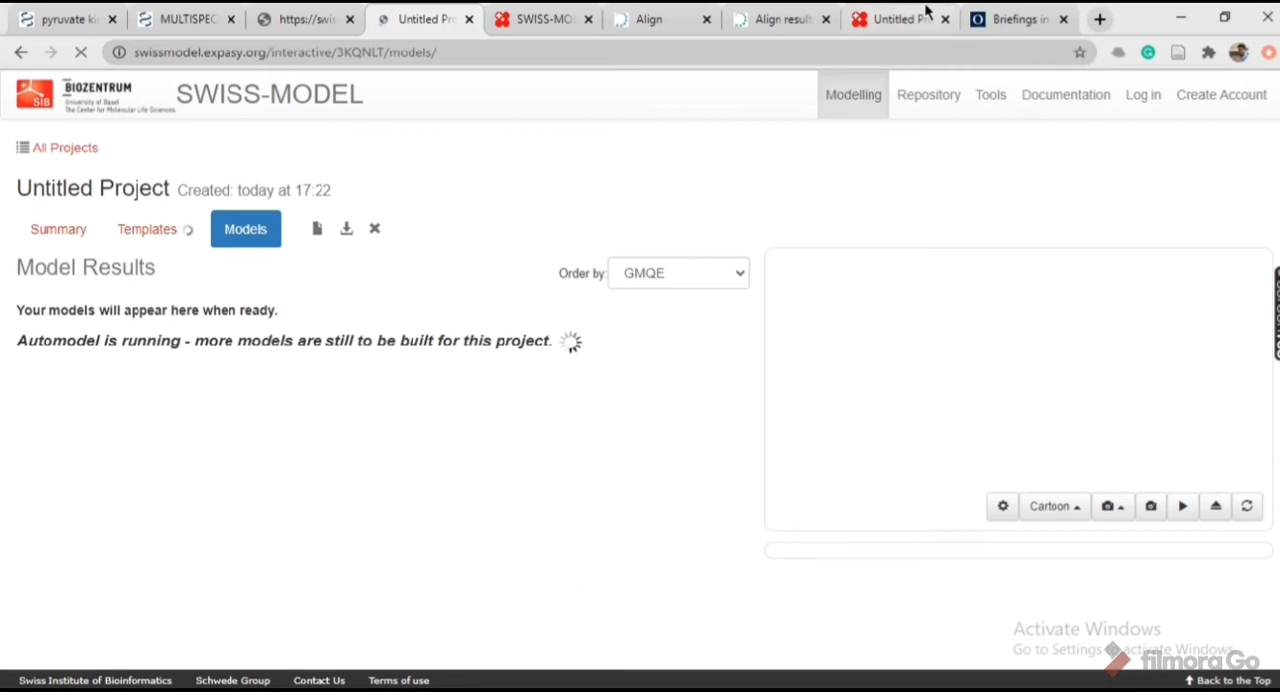 pyruvate ki
MULTISPEC
https://swis
Untitled Pro
SWISS-MO
Align
Align result
Untitled Pr
Briefings in
swissmodel.expasy.org/interactive/3KQNLT/models/
SIB
BIOZENTRUM
University of Basel
The Center for Molecular Life Sciences
SWISS-MODEL
Modelling
Repository
Tools
Documentation
Log in
Create Account
All Projects
Untitled Project Created: today at 17:22
Summary
Templates
Models
Model Results
Order by:
GMQE
Your models will appear here when ready.
Automodel is running - more models are still to be built for this project.
Cartoon
Activate Windows
Go to Settings to activate Windows.
filmoraGo
Swiss Institute of Bioinformatics
Schwede Group
Contact Us
Terms of use
Back to the Top